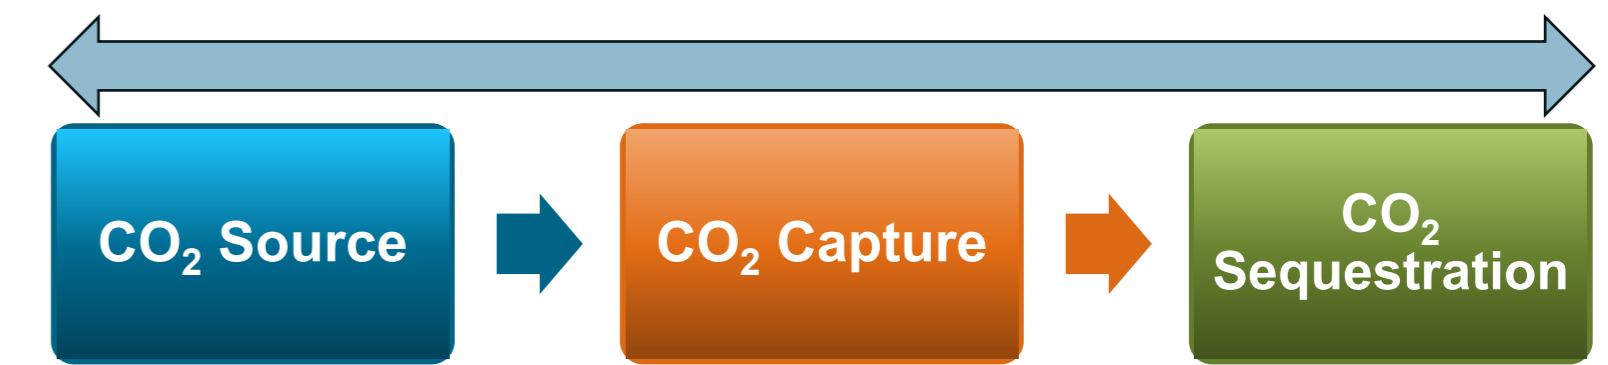 CO₂ Source
CO₂ Capture
CO₂
Sequestration